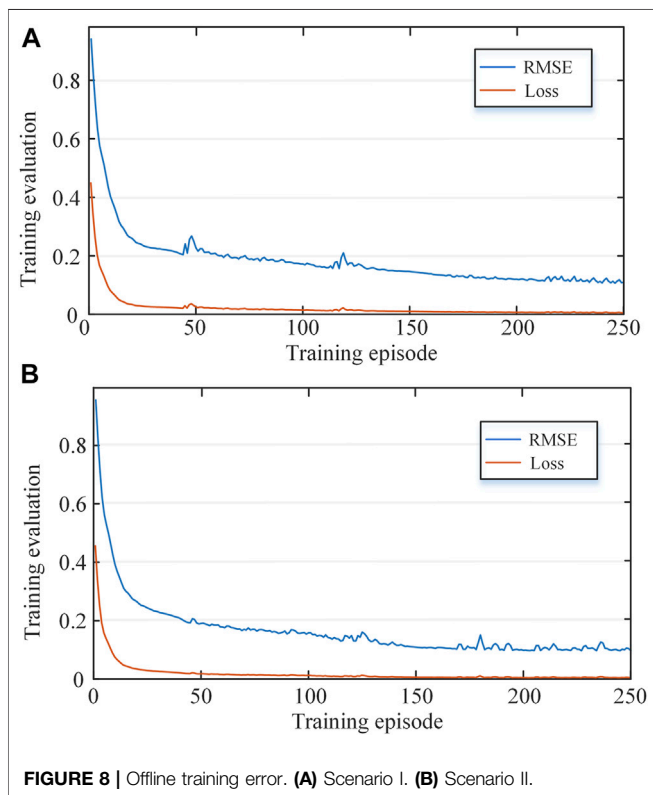 A
Training evaluation
0.8
0.6
0.4
0.2
0
RMSE
Loss
0 50 100 150 200 250
Training episode
B
Training evaluation
0.8
0.6
0.4
0.2
0
RMSE
Loss
0 50 100 150 200 250
Training episode
FIGURE 8 | Offline training error. (A) Scenario I. (B) Scenario II.